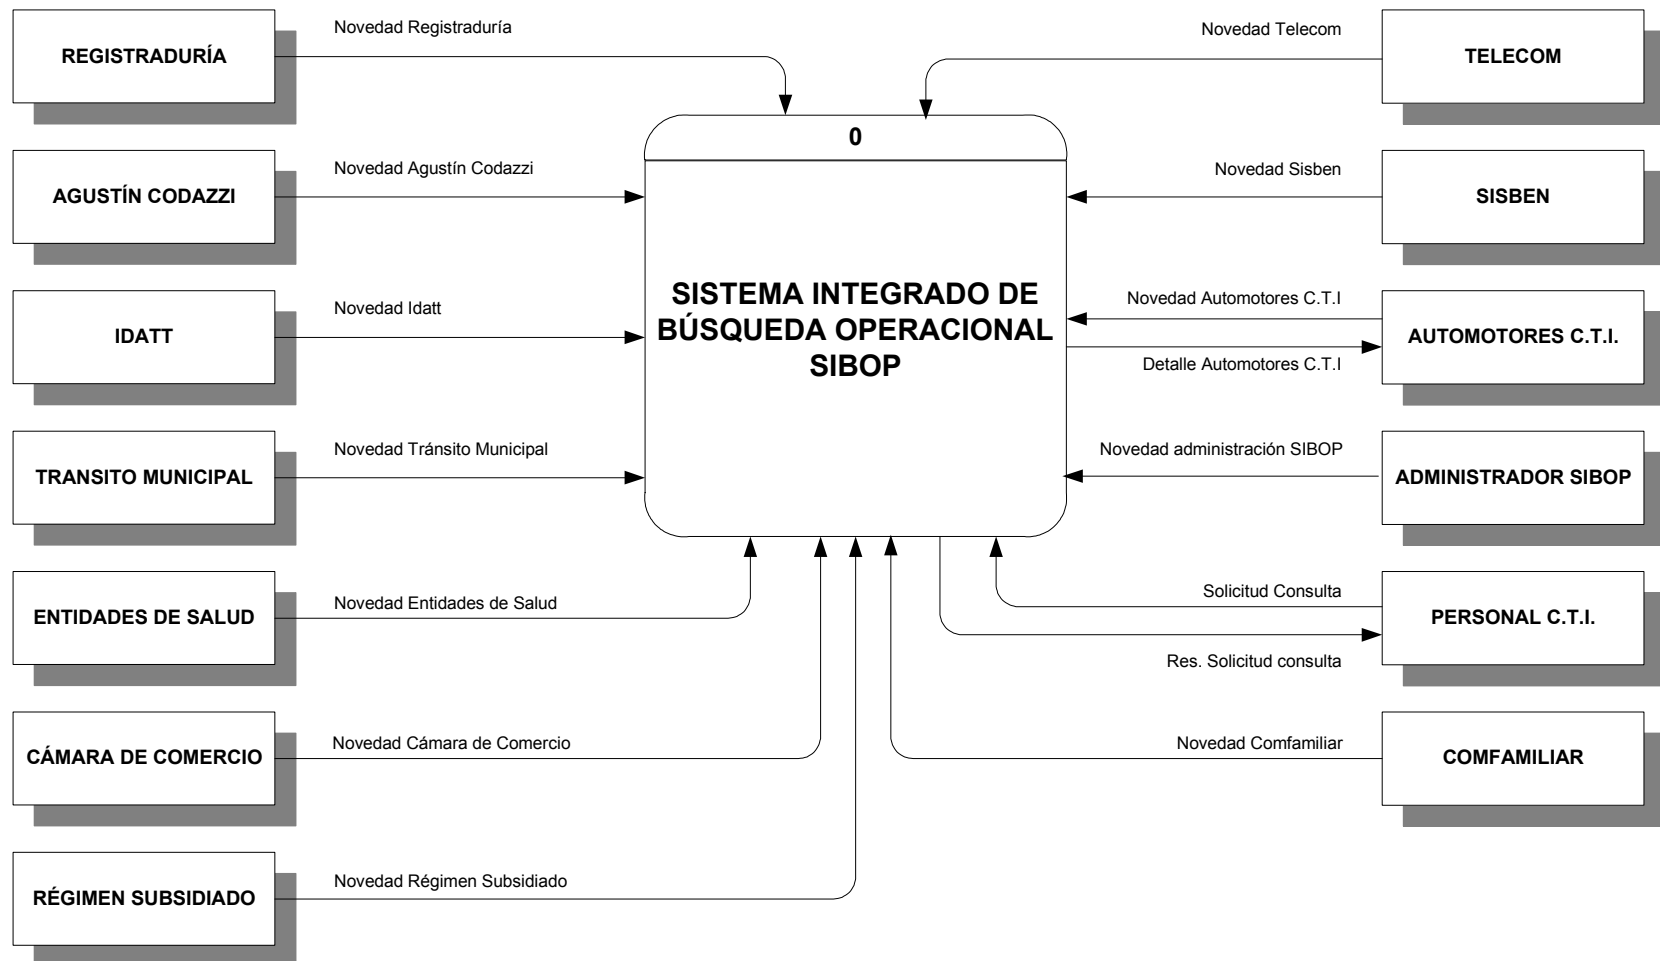 Novedad Registraduría
Novedad Telecom
REGISTRADURÍA
TELECOM
0
Novedad Agustín Codazzi
Novedad Sisben
AGUSTÍN CODAZZI
SISBEN
SISTEMA INTEGRADO DE
BÚSQUEDA OPERACIONAL
SIBOP
Novedad Idatt
Novedad Automotores C.T.I
IDATT
AUTOMOTORES C.T.I.
Detalle Automotores C.T.I
Novedad Tránsito Municipal
Novedad administración SIBOP
TRANSITO MUNICIPAL
ADMINISTRADOR SIBOP
Novedad Entidades de Salud
Solicitud Consulta
ENTIDADES DE SALUD
PERSONAL C.T.I.
Res. Solicitud consulta
Novedad Cámara de Comercio
Novedad Comfamiliar
CÁMARA DE COMERCIO
COMFAMILIAR
Novedad Régimen Subsidiado
RÉGIMEN SUBSIDIADO